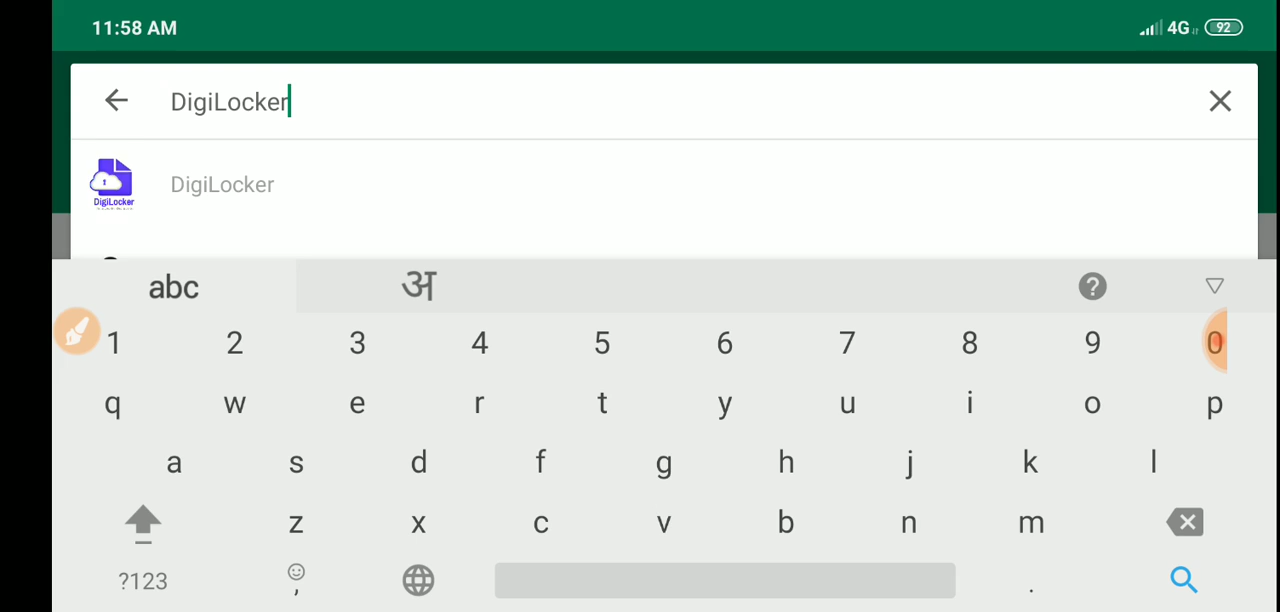 11:58 AM 4G 92
DigiLocker
DigiLocker
DigiLocker
abc अ ?
1 2 3 4 5 6 7 8 9 0
q w e r t y u i o p
a s d f g h j k l
z x c v b n m
?123 , .